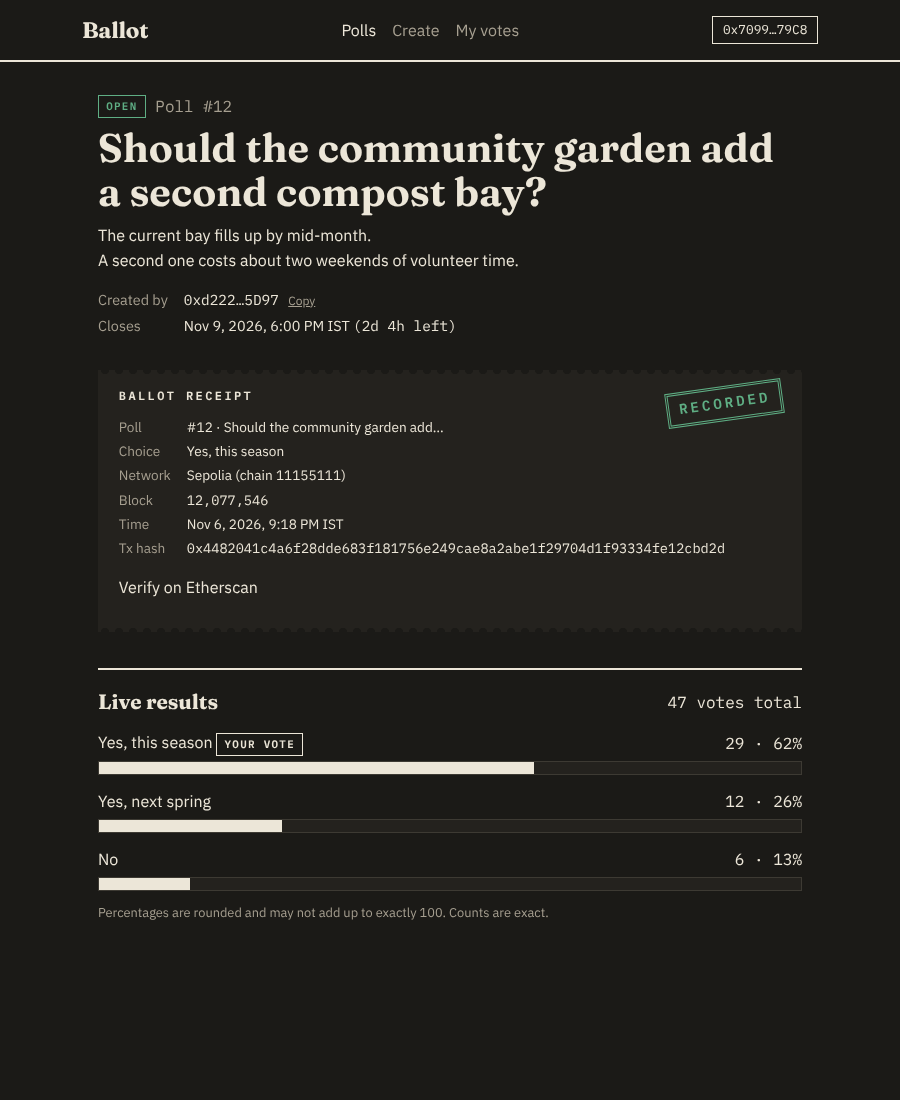 Ballot
Polls Create My votes
0x7099…79C8
OPEN Poll #12
Should the community garden add
a second compost bay?
The current bay fills up by mid-month.
A second one costs about two weekends of volunteer time.
Created by 0xd222…5D97 Copy
Closes Nov 9, 2026, 6:00 PM IST (2d 4h left)
BALLOT RECEIPT
RECORDED
Poll #12 · Should the community garden add…
Choice Yes, this season
Network Sepolia (chain 11155111)
Block 12,077,546
Time Nov 6, 2026, 9:18 PM IST
Tx hash 0x4482041c4a6f28dde683f181756e249cae8a2abe1f29704d1f93334fe12cbd2d
Verify on Etherscan
Live results 47 votes total
Yes, this season YOUR VOTE 29 · 62%
Yes, next spring 12 · 26%
No 6 · 13%
Percentages are rounded and may not add up to exactly 100. Counts are exact.